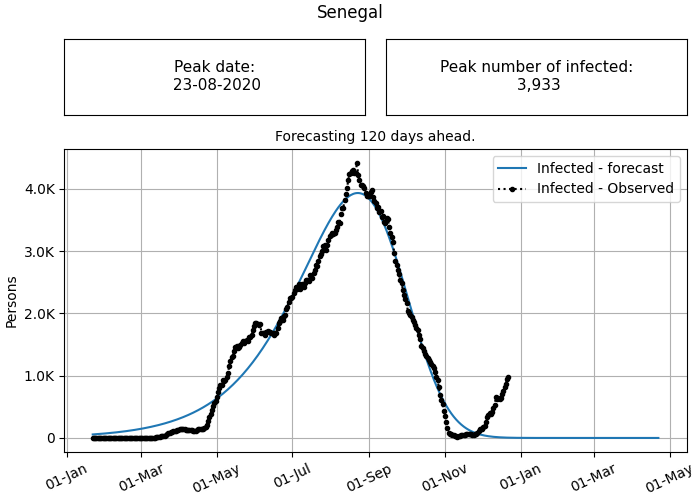 Senegal
Peak date:
23-08-2020
Peak number of infected:
3,933
Forecasting 120 days ahead.
Infected - forecast
Infected - Observed
Persons
4.0K
3.0K
2.0K
1.0K
0
01-Jan
01-Mar
01-May
01-Jul
01-Sep
01-Nov
01-Jan
01-Mar
01-May